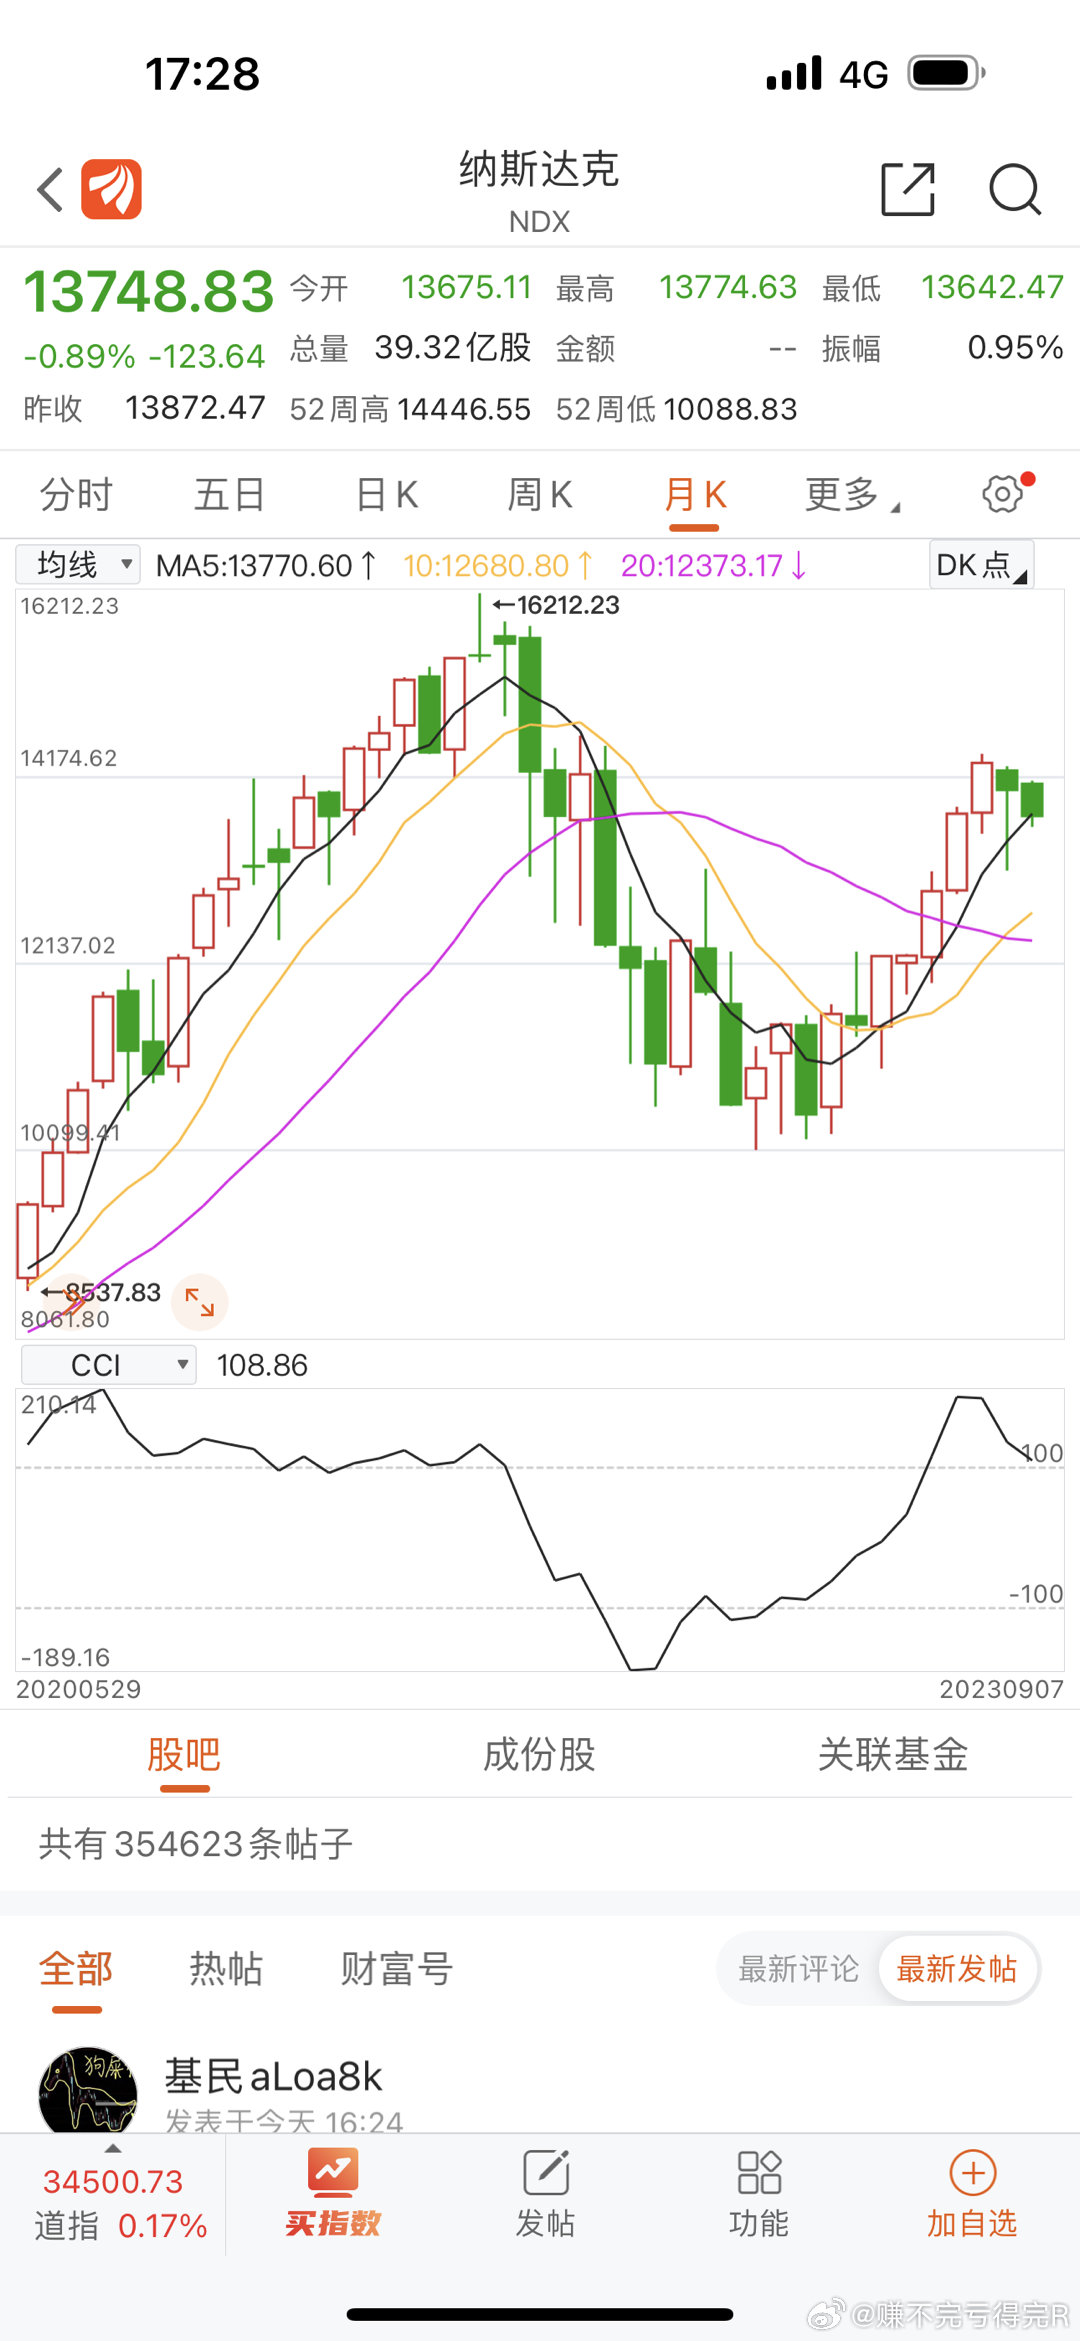 17:28 4G
纳斯达克
NDX
13748.83 今开 13675.11 最高 13774.63 最低 13642.47
-0.89% -123.64 总量 39.32亿股 金额 -- 振幅 0.95%
昨收 13872.47 52周高 14446.55 52周低 10088.83
分时 五日 日K 周K 月K 更多
均线 MA5:13770.60↑ 10:12680.80↑ 20:12373.17↓ DK点
16212.23 ←16212.23
14174.62
12137.02
10099.41
←8537.83
8061.80
CCI 108.86
210.14
100
-100
-189.16
20200529 20230907
股吧 成份股 关联基金
共有354623条帖子
全部 热帖 财富号 最新评论 最新发帖
狗屎
基民aLoa8k
发表于今天 16:24
34500.73
道指 0.17% 买指数 发帖 功能 加自选
@赚不完亏得完R